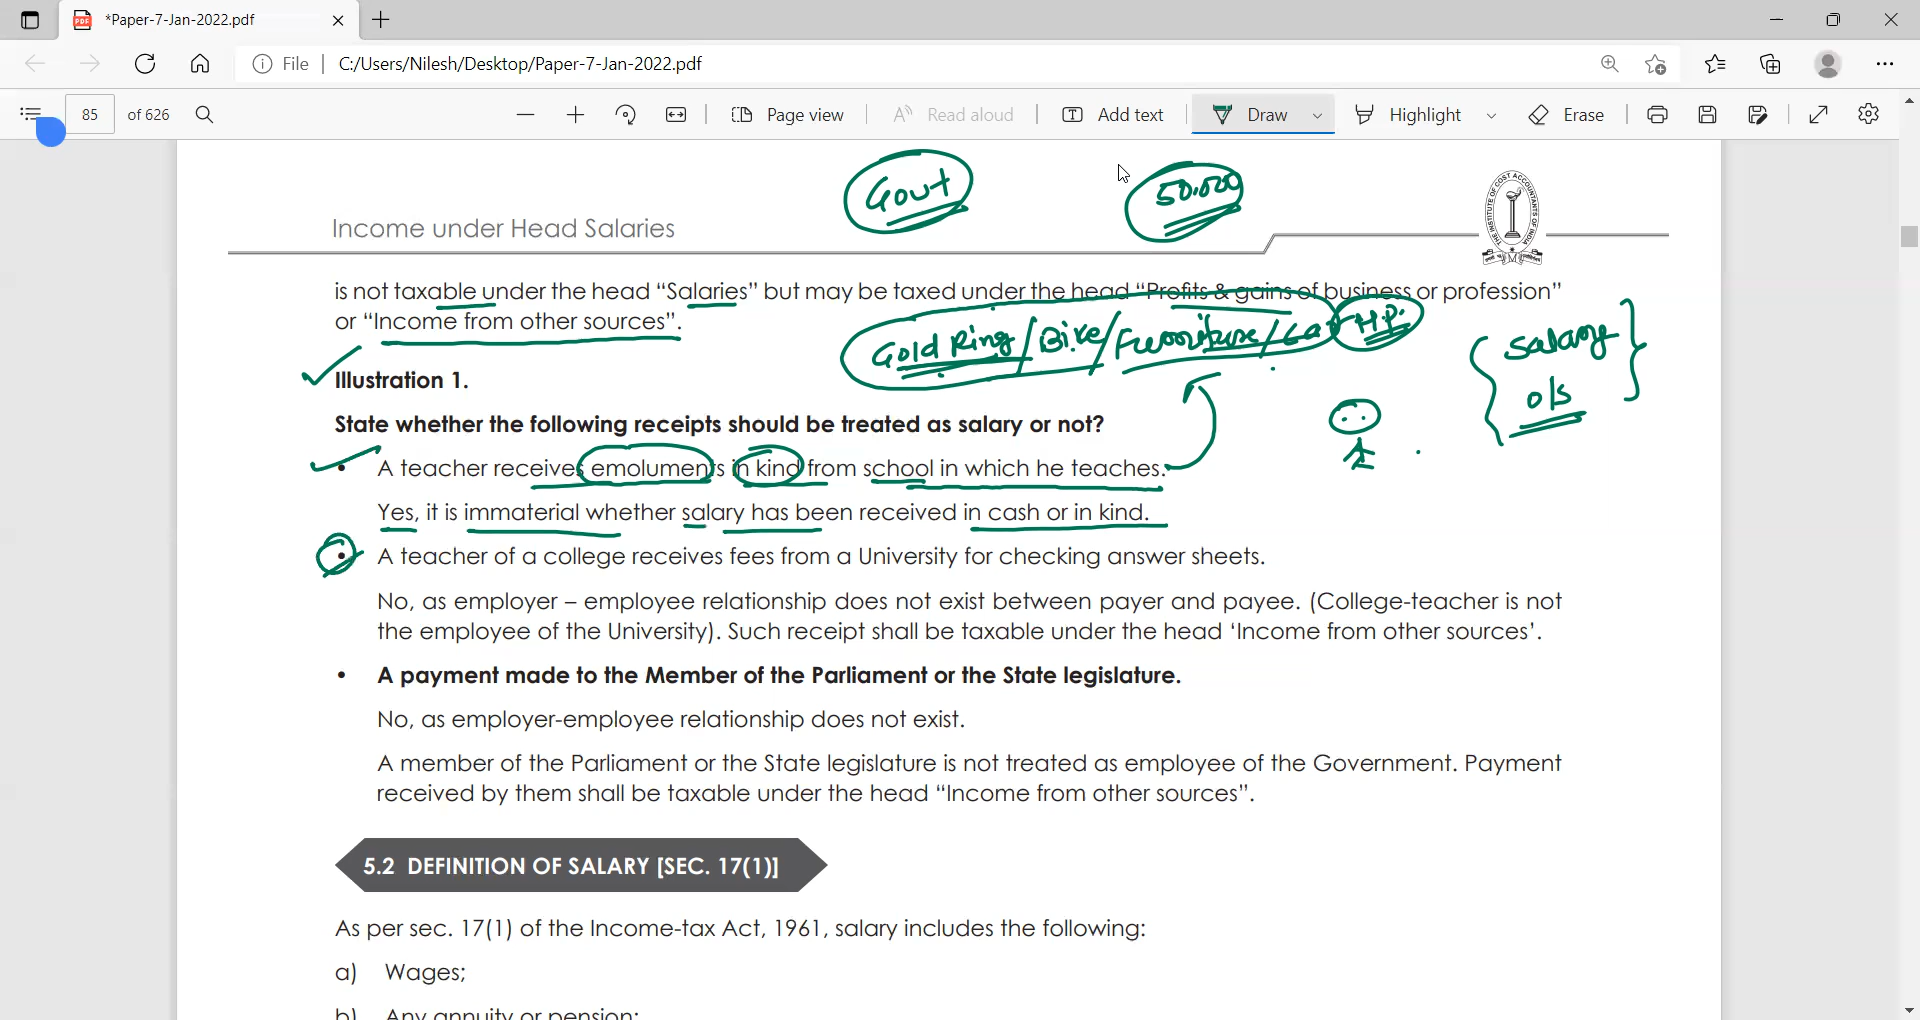 *Paper-7-Jan-2022.pdf
File | C:/Users/Nilesh/Desktop/Paper-7-Jan-2022.pdf
85 of 626 Page view Read aloud Add text Draw Highlight Erase
Govt 50,000
Income under Head Salaries
THE INSTITUTE OF COST ACCOUNTANTS OF INDIA
is not taxable under the head “Salaries” but may be taxed under the head “Profits & gains of business or profession”
or “Income from other sources”.
Gold Ring/Bike/Furniture/Car H.P.
Salary
o/s
Illustration 1.
State whether the following receipts should be treated as salary or not?
• A teacher receives emoluments in kind from school in which he teaches.
Yes, it is immaterial whether salary has been received in cash or in kind.
• A teacher of a college receives fees from a University for checking answer sheets.
No, as employer – employee relationship does not exist between payer and payee. (College-teacher is not
the employee of the University). Such receipt shall be taxable under the head ‘Income from other sources’.
• A payment made to the Member of the Parliament or the State legislature.
No, as employer-employee relationship does not exist.
A member of the Parliament or the State legislature is not treated as employee of the Government. Payment
received by them shall be taxable under the head “Income from other sources”.
5.2 DEFINITION OF SALARY [SEC. 17(1)]
As per sec. 17(1) of the Income-tax Act, 1961, salary includes the following:
a) Wages;
b) Any annuity or pension;